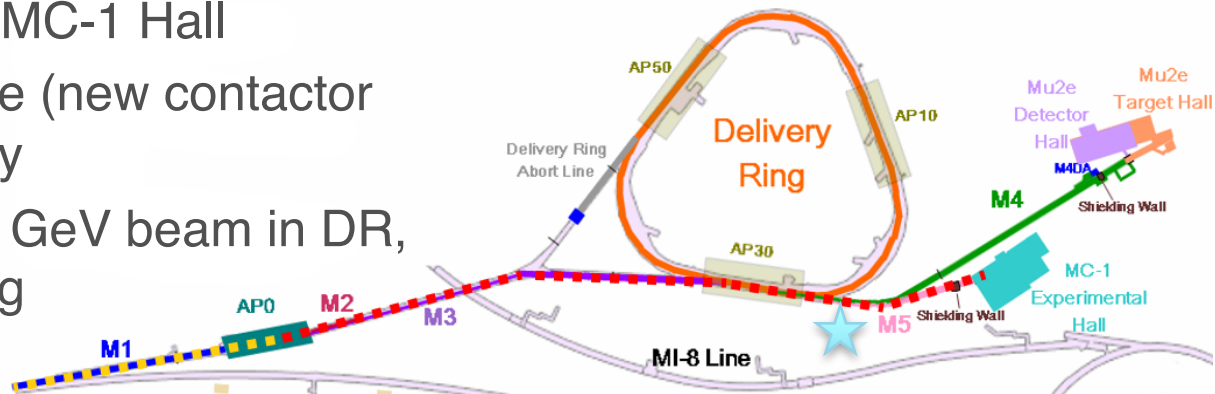 MC-1 Hall
e (new contactor
y
GeV beam in DR,
g
AP50
AP10
Delivery
Ring
Delivery Ring
Abort Line
AP30
Mu2e
Detector
Hall
Mu2e
Target Hall
M4DA
Shielding Wall
M4
MC-1
Experimental
Hall
Shielding Wall
M5
AP0
M2
M3
M1
MI-8 Line